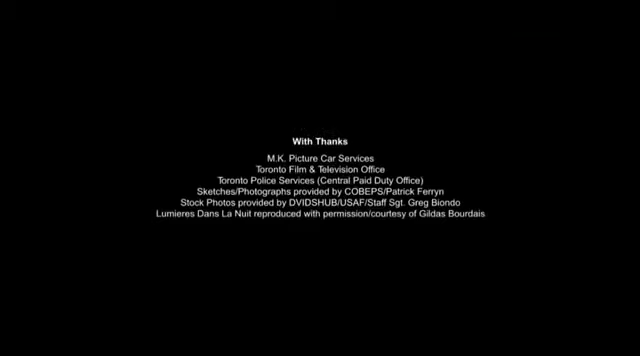 With Thanks
M.K. Picture Car Services
Toronto Film & Television Office
Toronto Police Services (Central Paid Duty Office)
Sketches/Photographs provided by COBEPS/Patrick Ferryn
Stock Photos provided by DVIDSHUB/USAF/Staff Sgt. Greg Biondo
Lumieres Dans La Nuit reproduced with permission/courtesy of Gildas Bourdais